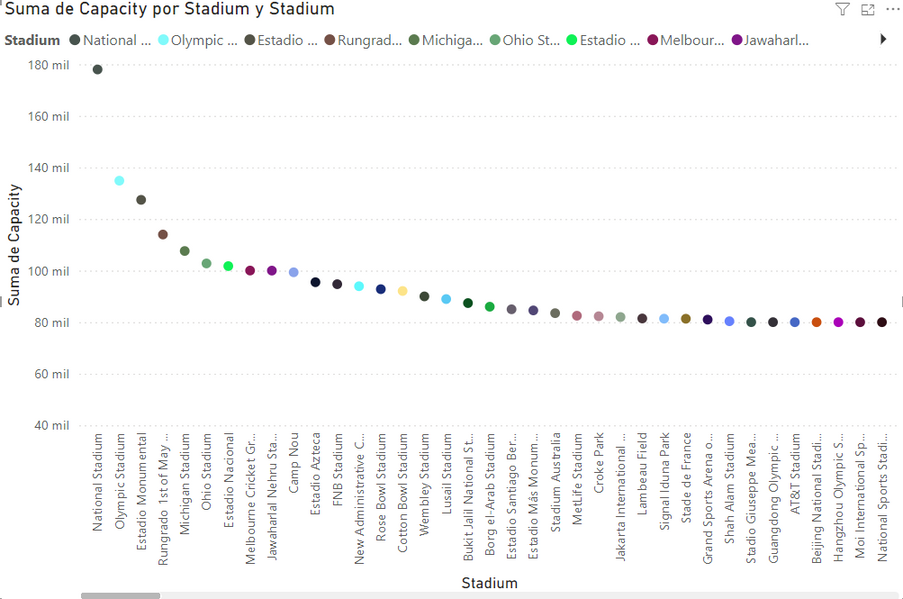 Suma de Capacity por Stadium y Stadium
Stadium National ... Olympic ... Estadio ... Rungrad... Michiga... Ohio St... Estadio ... Melbour... Jawaharl...
180 mil
160 mil
140 mil
120 mil
100 mil
80 mil
60 mil
40 mil
Suma de Capacity
National Stadium
Olympic Stadium
Estadio Monumental
Rungrado 1st of May ...
Michigan Stadium
Ohio Stadium
Estadio Nacional
Melbourne Cricket Gr...
Jawaharlal Nehru Sta...
Camp Nou
Estadio Azteca
FNB Stadium
New Administrative C...
Rose Bowl Stadium
Cotton Bowl Stadium
Wembley Stadium
Lusail Stadium
Bukit Jalil National St...
Borg el-Arab Stadium
Estadio Santiago Ber...
Estadio Más Monum...
Stadium Australia
MetLife Stadium
Croke Park
Jakarta International ...
Lambeau Field
Signal Iduna Park
Stade de France
Grand Sports Arena o...
Shah Alam Stadium
Stadio Giuseppe Mea...
Guangdong Olympic ...
AT&T Stadium
Beijing National Stadi...
Hangzhou Olympic S...
Moi International Sp...
National Sports Stadi...
Stadium